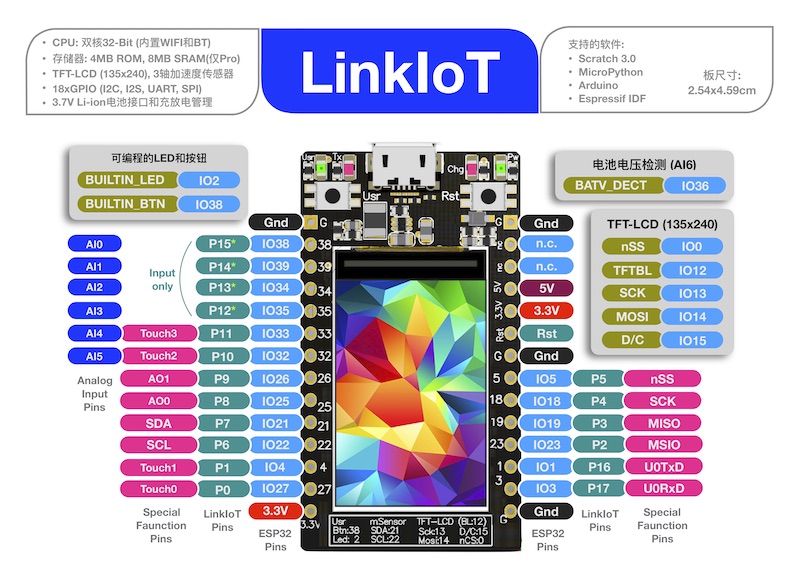 • CPU: 双核32-Bit (内置WIFI和BT)
• 存储器: 4MB ROM, 8MB SRAM(仅Pro)
• TFT-LCD (135x240), 3轴加速度传感器
• 18xGPIO (I2C, I2S, UART, SPI)
• 3.7V Li-ion电池接口和充放电管理
LinkIoT
支持的软件:
• Scratch 3.0
• MicroPython
• Arduino
• Espressif IDF
板尺寸:
2.54x4.59cm
可编程的LED和按钮
BUILTIN_LED IO2
BUILTIN_BTN IO38
电池电压检测 (AI6)
BATV_DECT IO36
TFT-LCD (135x240)
nSS IO0
TFTBL IO12
SCK IO13
MOSI IO14
D/C IO15
Usr Tx Chg Pw
Usr Rst
Gnd G G Gnd
AI0 P15* IO38 38 nc n.c.
AI1 P14* IO39 39 nc n.c.
AI2 P13* IO34 34 5V 5V
AI3 P12* IO35 35 3.3V 3.3V
Input
only
AI4 Touch3 P11 IO33 33 Rst Rst
AI5 Touch2 P10 IO32 32 G Gnd
Analog
Input
Pins
AO1 P9 IO26 26 5 IO5 P5 nSS
AO0 P8 IO25 25 18 IO18 P4 SCK
SDA P7 IO21 21 19 IO19 P3 MISO
SCL P6 IO22 22 23 IO23 P2 MSIO
Touch1 P1 IO4 4 1 IO1 P16 U0TxD
Touch0 P0 IO27 27 3 IO3 P17 U0RxD
3.3V 3.3V G Gnd
Special
Faunction
Pins
LinkIoT
Pins
ESP32
Pins
Usr mSensor TFT-LCD (BL:12)
Btn:38 SDA:21 Sck:13 D/C:15
Led: 2 SCL:22 Mosi:14 nCS:0
ESP32
Pins
LinkIoT
Pins
Special
Faunction
Pins